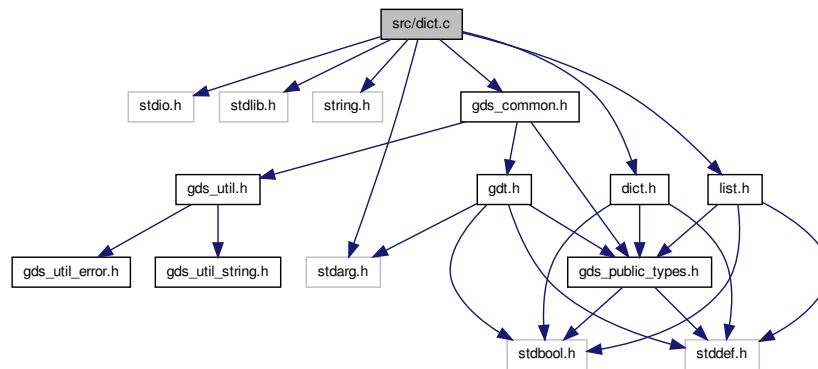 src/dict.c
stdio.h
stdlib.h
string.h
gds_common.h
gds_util.h
gdt.h
dict.h
list.h
gds_util_error.h
gds_util_string.h
stdarg.h
gds_public_types.h
stdbool.h
stddef.h